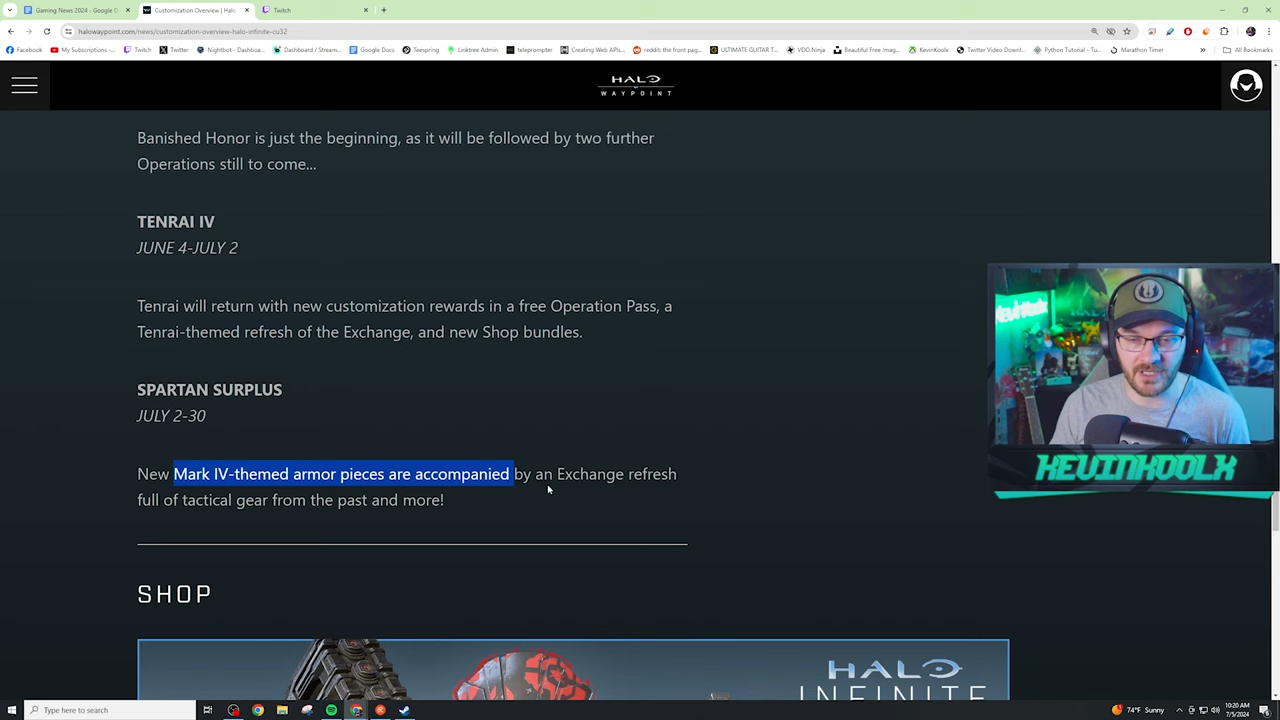 Gaming News 2024 - Google D
Customization Overview | Halo
Twitch
halowaypoint.com/news/customization-overview-halo-infinite-cu32
Facebook
My Subscriptions -...
Twitch
Twitter
Nightbot - Dashboa...
Dashboard / Stream...
Google Docs
Teespring
Linktree Admin
teleprompter
Creating Web APIs...
reddit: the front pag...
ULTIMATE GUITAR T...
VDO.Ninja
Beautiful Free Imag...
KevinKoolx
Twitter Video Downl...
Python Tutorial - Tu...
Marathon Timer
All Bookmarks
HALO
WAYPOINT
Banished Honor is just the beginning, as it will be followed by two further
Operations still to come...
TENRAI IV
JUNE 4-JULY 2
Tenrai will return with new customization rewards in a free Operation Pass, a
Tenrai-themed refresh of the Exchange, and new Shop bundles.
SPARTAN SURPLUS
JULY 2-30
New Mark IV-themed armor pieces are accompanied by an Exchange refresh
full of tactical gear from the past and more!
SHOP
HALO
INFINITE
KEVINKOOLX
Type here to search
74°F Sunny
10:20 AM
7/5/2024